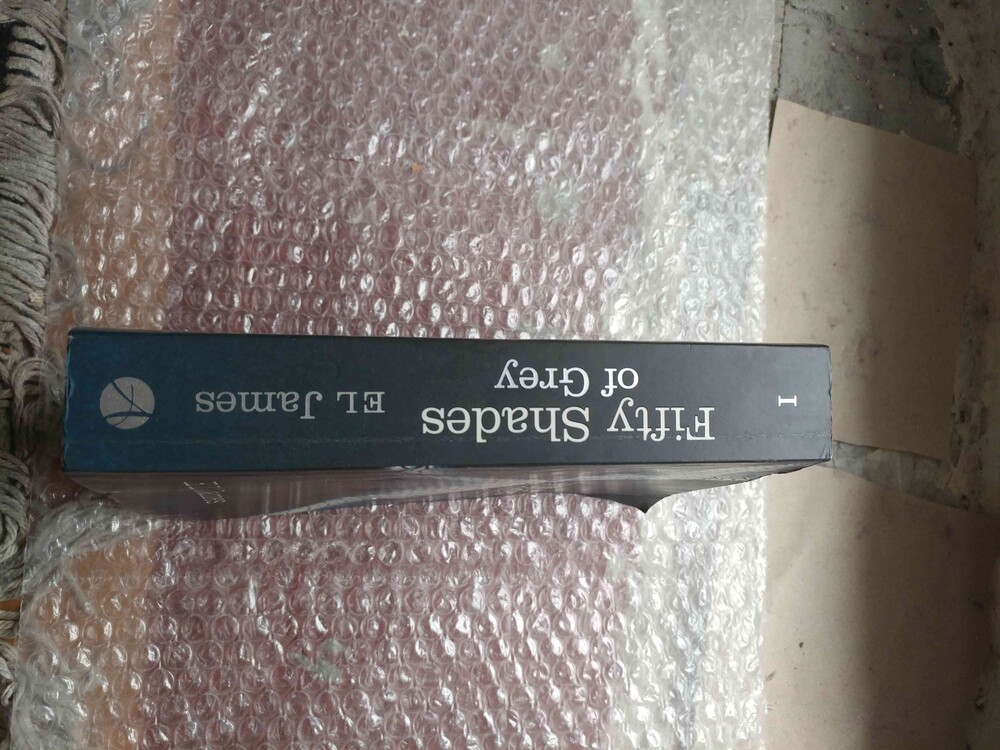 I
Fifty Shades
of Grey
EL James